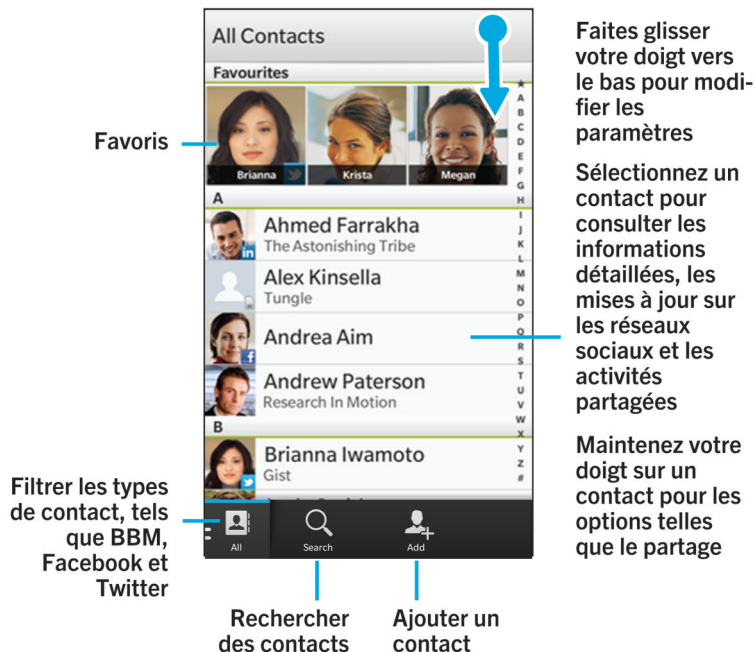 All Contacts
Favourites
Brianna
Krista
Megan
★
A
B
C
D
E
F
G
H
I
J
K
L
M
N
O
P
Q
R
S
T
U
V
W
X
Y
Z
#
A
Ahmed Farrakha
The Astonishing Tribe
in
Alex Kinsella
Tungle
Andrea Aim
f
Andrew Paterson
Research In Motion
B
Brianna Iwamoto
Gist
All
Search
Add
Favoris
Filtrer les types
de contact, tels
que BBM,
Facebook et
Twitter
Rechercher
des contacts
Ajouter un
contact
Faites glisser
votre doigt vers
le bas pour modi-
fier les
paramètres
Sélectionnez un
contact pour
consulter les
informations
détaillées, les
mises à jour sur
les réseaux
sociaux et les
activités
partagées
Maintenez votre
doigt sur un
contact pour les
options telles
que le partage